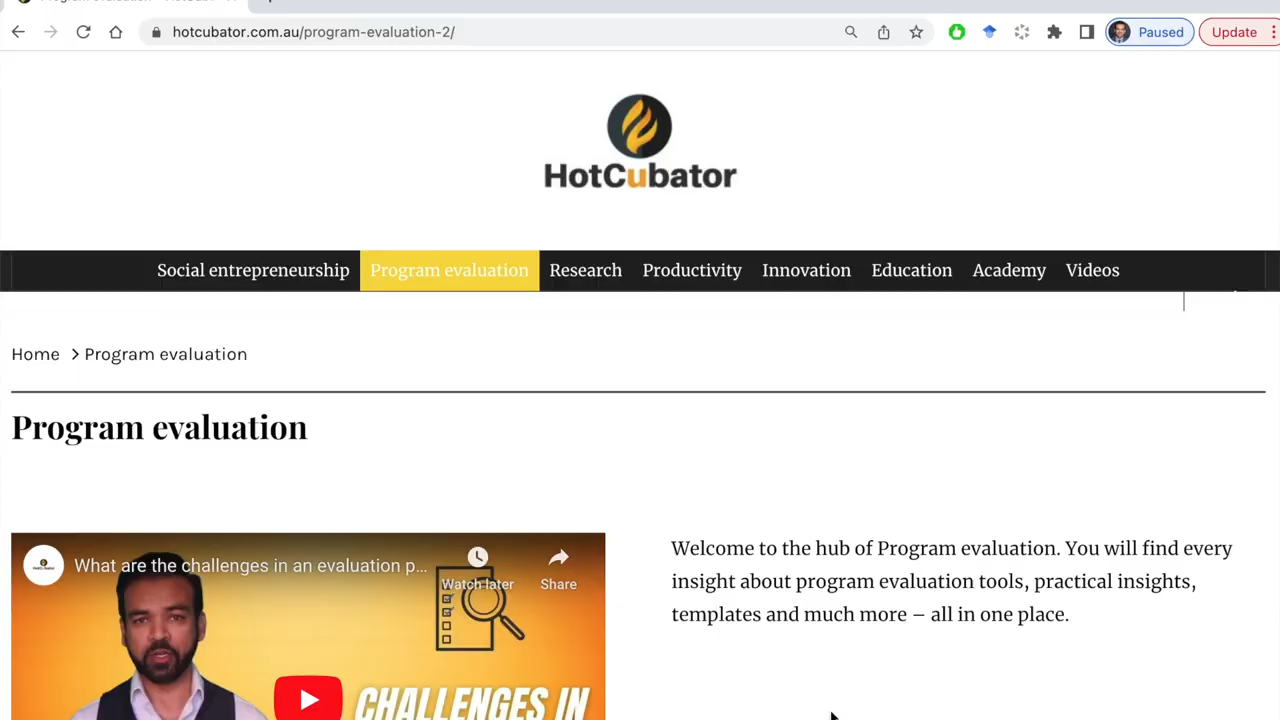 hotcubator.com.au/program-evaluation-2/
Paused
Update
HotCubator
Social entrepreneurship
Program evaluation
Research
Productivity
Innovation
Education
Academy
Videos
Home
Program evaluation
Program evaluation
What are the challenges in an evaluation p...
Watch later
Share
CHALLENGES IN
Welcome to the hub of Program evaluation. You will find every
insight about program evaluation tools, practical insights,
templates and much more – all in one place.